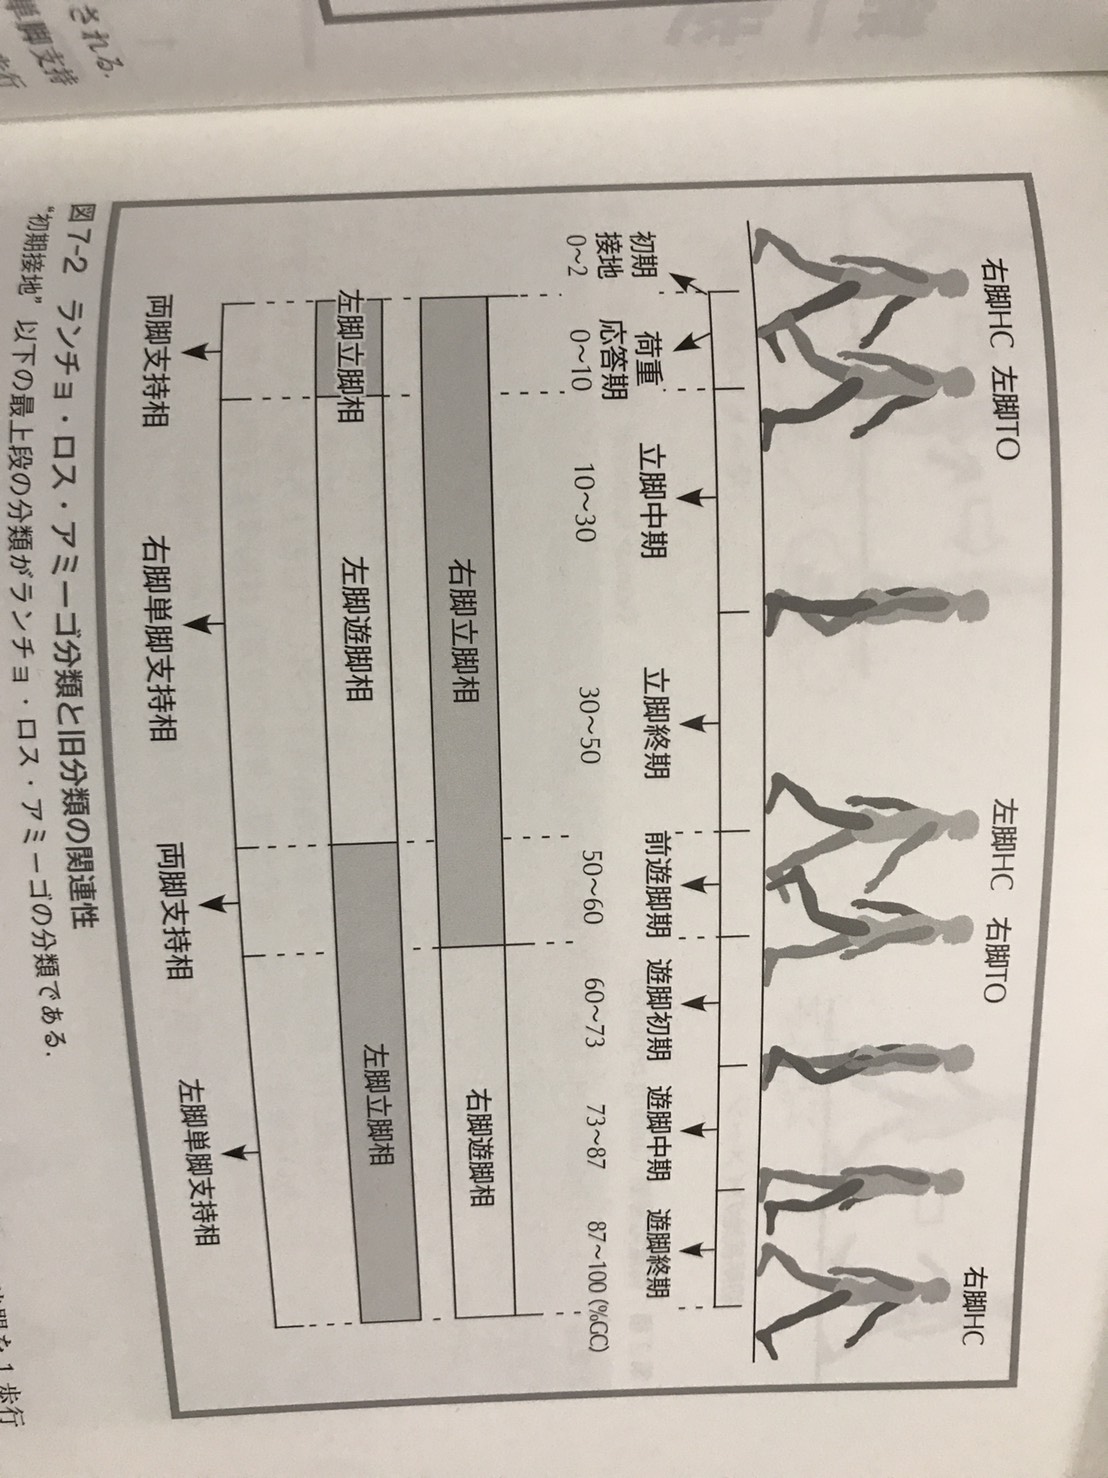 右脚HC 左脚TO 左脚HC 右脚TO 右脚HC
初期
接地
0〜2
荷重
応答期
0〜10
立脚中期
10〜30
立脚終期
30〜50
前遊脚期
50〜60
遊脚初期
60〜73
遊脚中期
73〜87
遊脚終期
87〜100 (%GC)
右脚立脚相 右脚遊脚相
左脚立脚相 左脚遊脚相 左脚立脚相
両脚支持相 右脚単脚支持相 両脚支持相 左脚単脚支持相
図7-2 ランチョ・ロス・アミーゴ分類と旧分類の関連性
“初期接地”以下の最上段の分類がランチョ・ロス・アミーゴの分類である．
される．
単脚支持